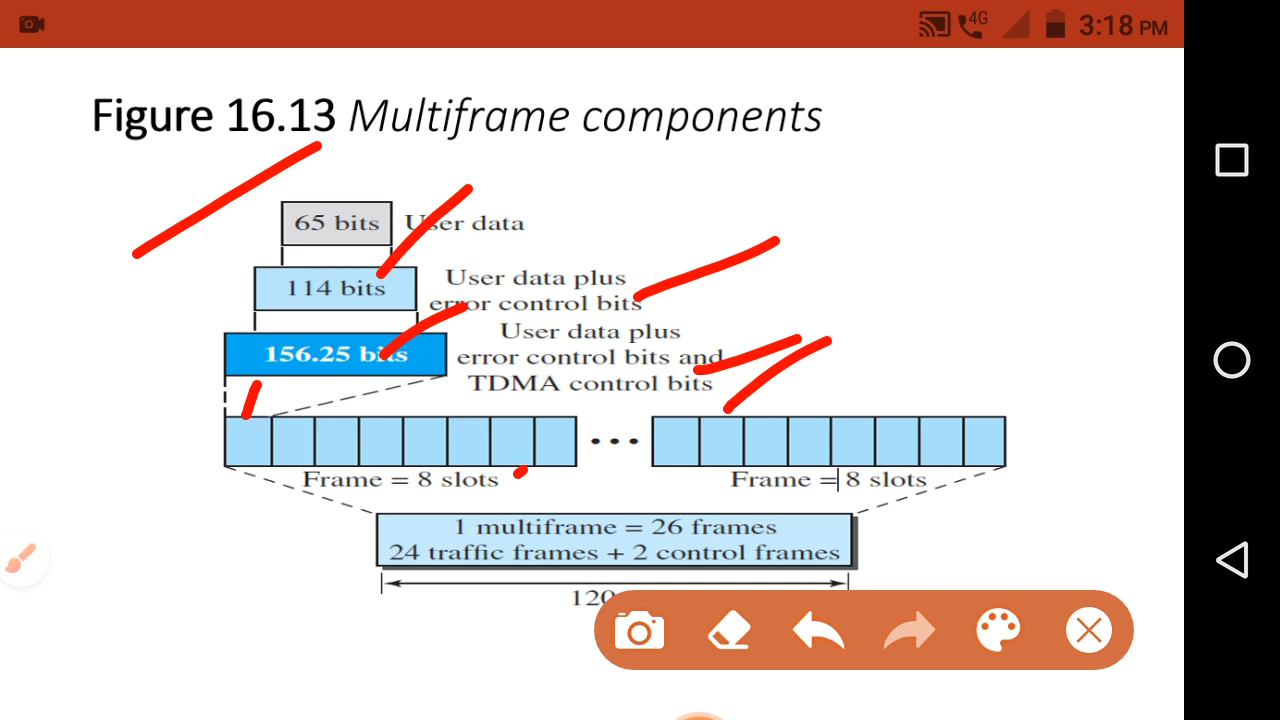 4G
3:18 PM
Figure 16.13 Multiframe components
65 bits User data
114 bits
User data plus
error control bits
156.25 bits
User data plus
error control bits and
TDMA control bits
Frame = 8 slots
Frame = 8 slots
1 multiframe = 26 frames
24 traffic frames + 2 control frames
120